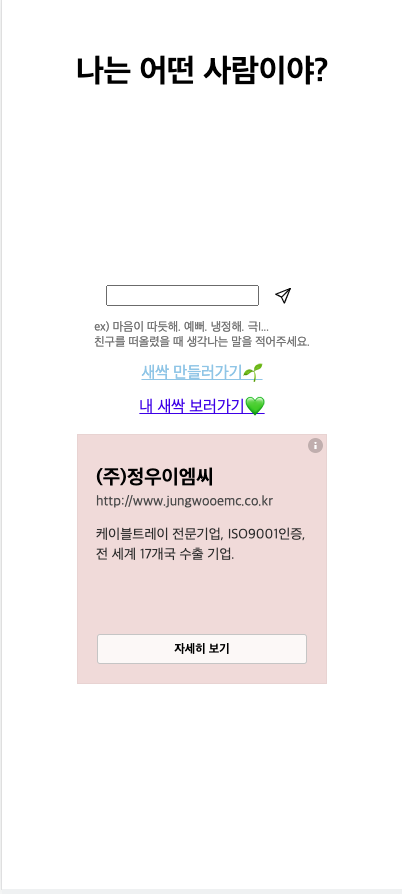 나는 어떤 사람이야?
ex) 마음이 따듯해. 예뻐. 냉정해. 극I...
친구를 떠올렸을 때 생각나는 말을 적어주세요.
새싹 만들러가기🌱
내 새싹 보러가기💚
(주)정우이엠씨
http://www.jungwooemc.co.kr
케이블트레이 전문기업, ISO9001인증,
전 세계 17개국 수출 기업.
자세히 보기